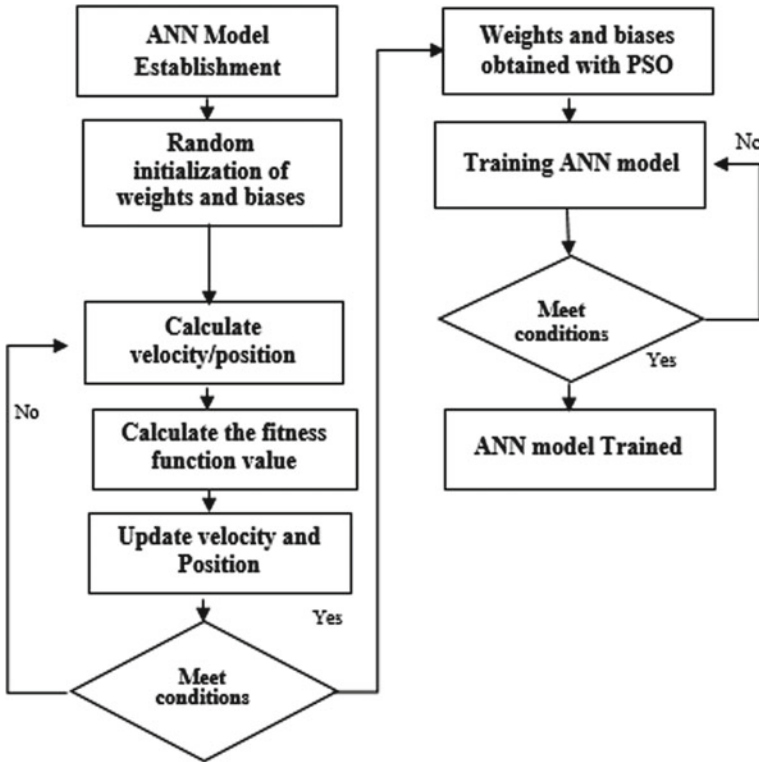 ANN Model
Establishment
Random
initialization of
weights and biases
Calculate
velocity/position
No
Calculate the fitness
function value
Update velocity and
Position
Yes
Meet
conditions
Weights and biases
obtained with PSO
No
Training ANN model
Meet
conditions
Yes
ANN model Trained